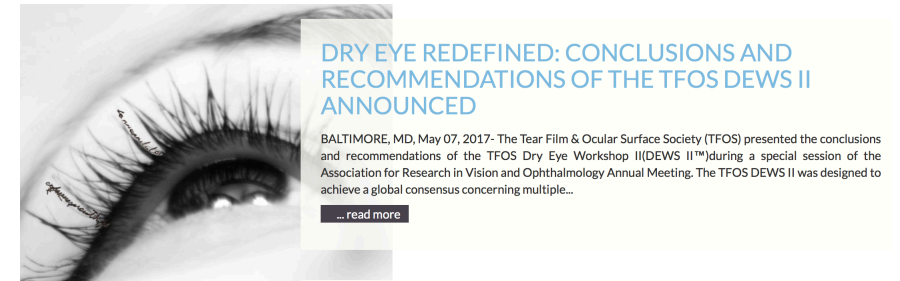 DRY EYE REDEFINED: CONCLUSIONS AND
RECOMMENDATIONS OF THE TFOS DEWS II
ANNOUNCED
BALTIMORE, MD, May 07, 2017- The Tear Film & Ocular Surface Society (TFOS) presented the conclusions
and recommendations of the TFOS Dry Eye Workshop II(DEWS II™)during a special session of the
Association for Research in Vision and Ophthalmology Annual Meeting. The TFOS DEWS II was designed to
achieve a global consensus concerning multiple...
... read more